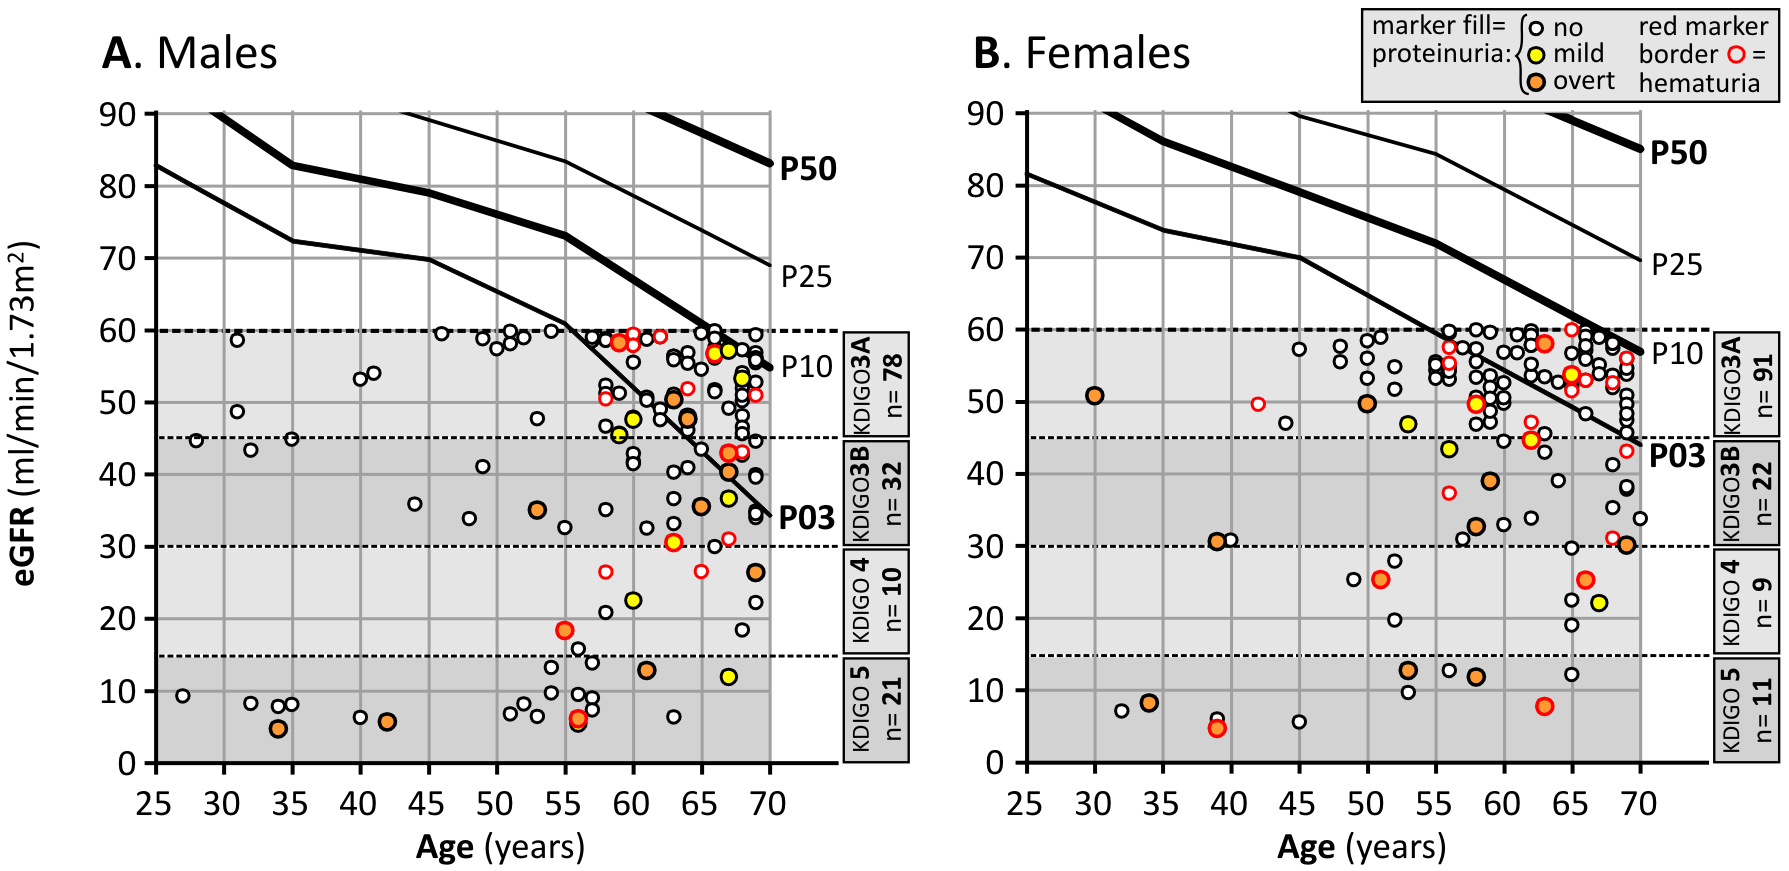 A. Males
B. Females
marker fill=
proteinuria:
no
mild
overt
red marker
border =
hematuria
eGFR (ml/min/1.73m²)
90
80
70
60
50
40
30
20
10
0
25 30 35 40 45 50 55 60 65 70
Age (years)
P50
P25
P10
P03
KDIGO3A
n= 78
KDIGO3B
n= 32
KDIGO 4
n= 10
KDIGO 5
n= 21
90
80
70
60
50
40
30
20
10
0
25 30 35 40 45 50 55 60 65 70
Age (years)
P50
P25
P10
P03
KDIGO3A
n= 91
KDIGO3B
n= 22
KDIGO 4
n= 9
KDIGO 5
n= 11